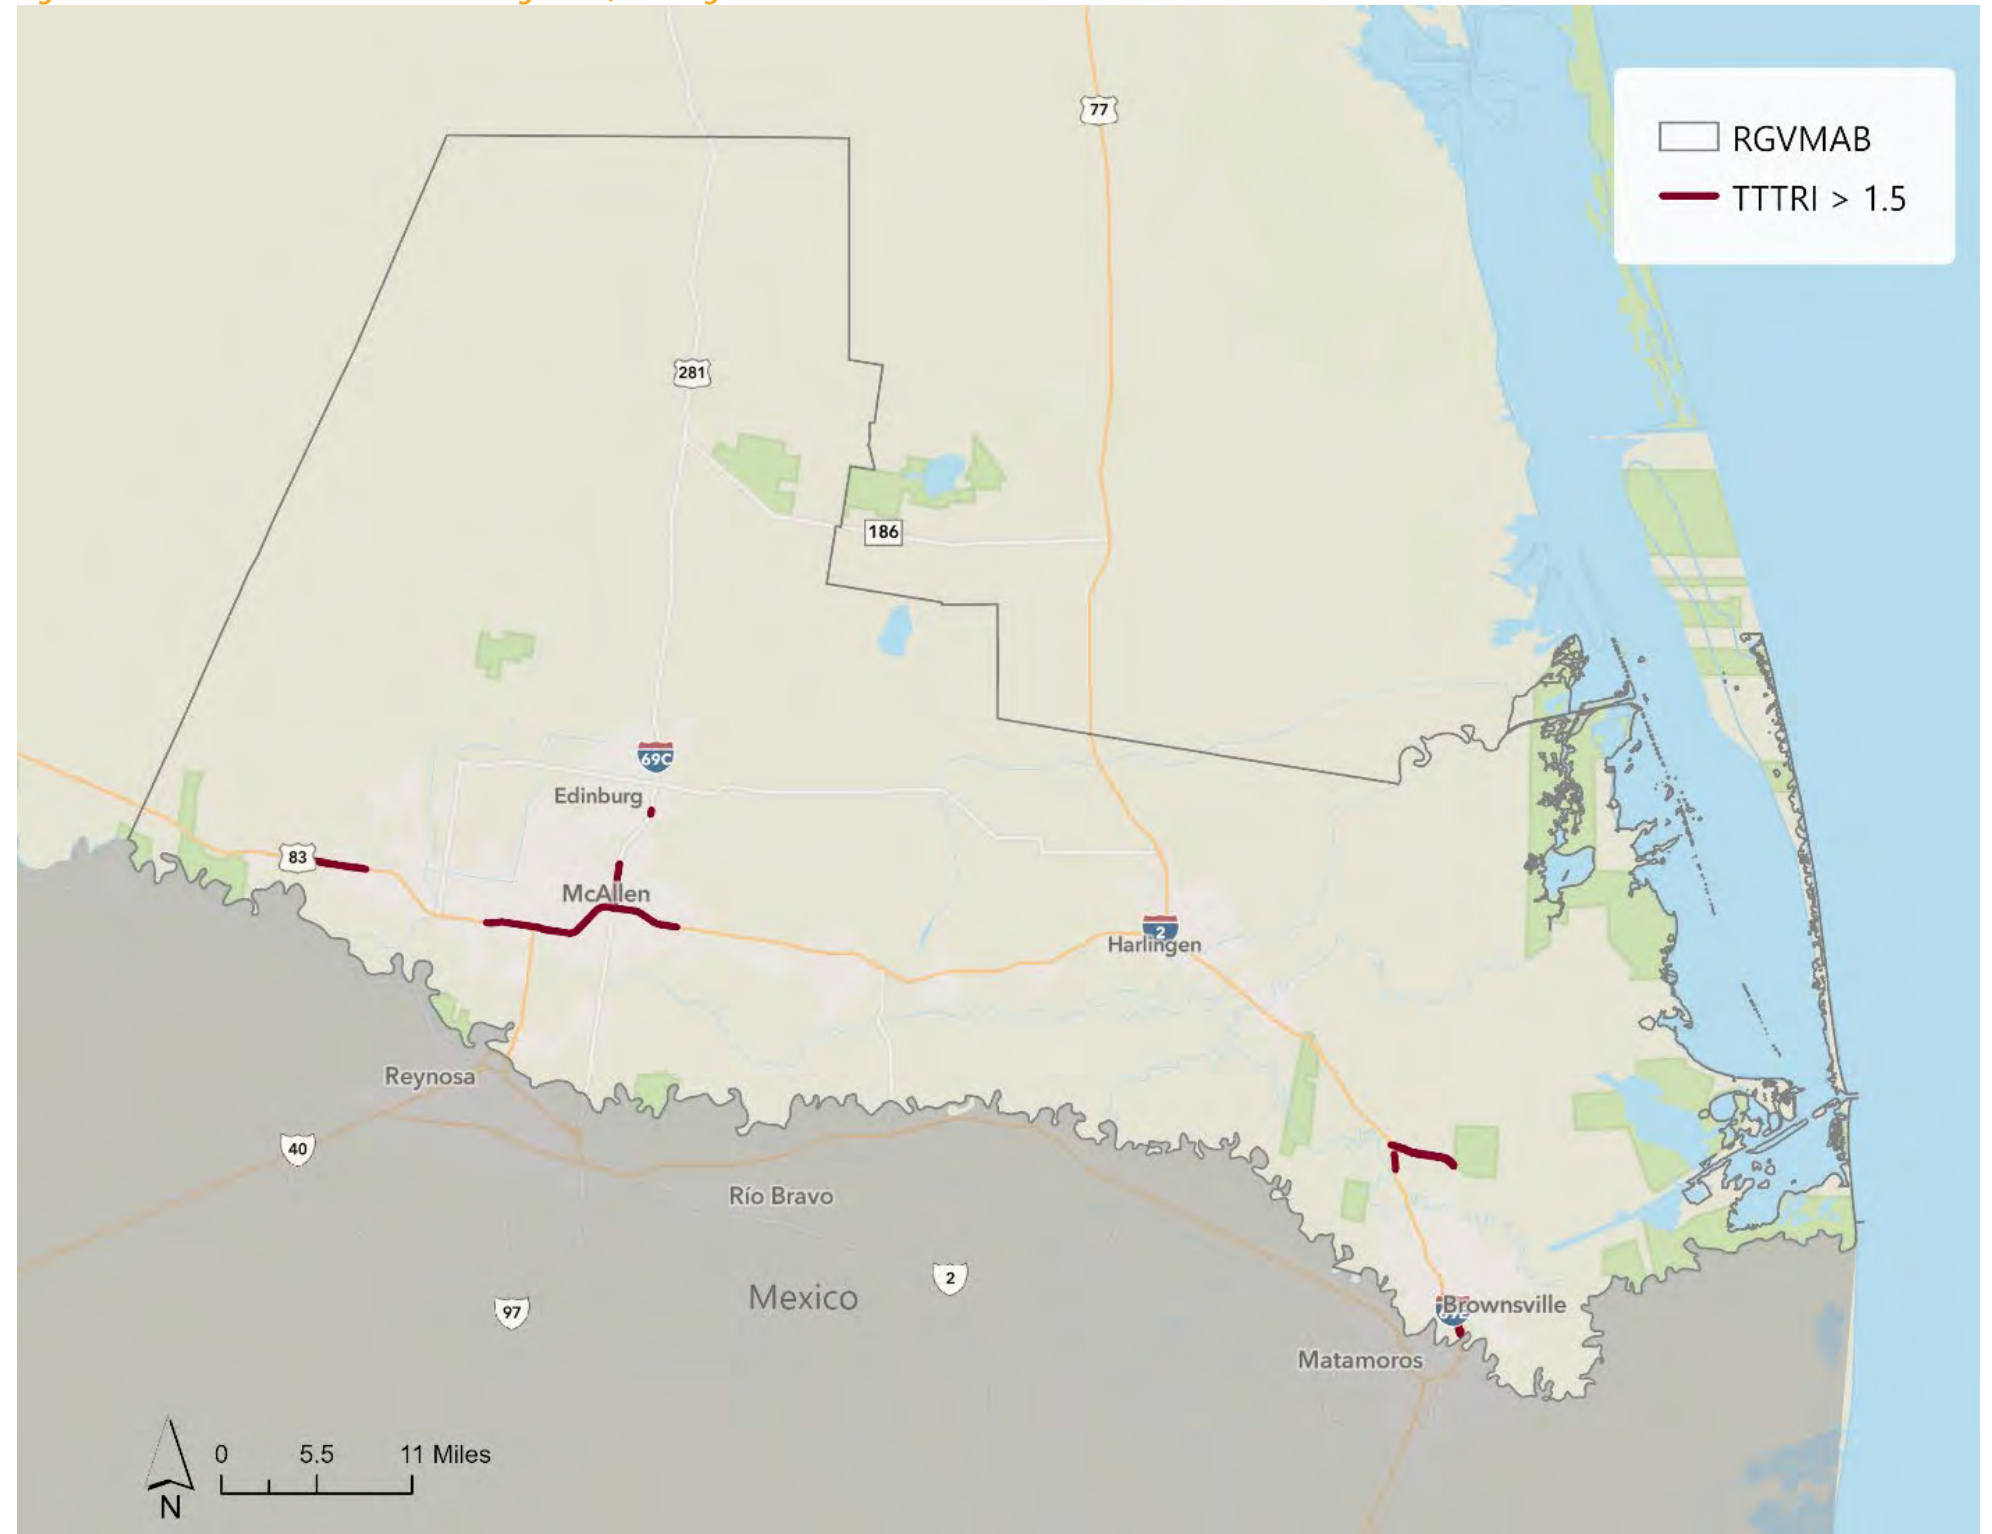 77
RGVMAB
TTTRI > 1.5
281
186
69C
Edinburg
83
McAllen
2
Harlingen
Reynosa
40
Río Bravo
2
Mexico
97
Brownsville
Matamoros
0 5.5 11 Miles
N